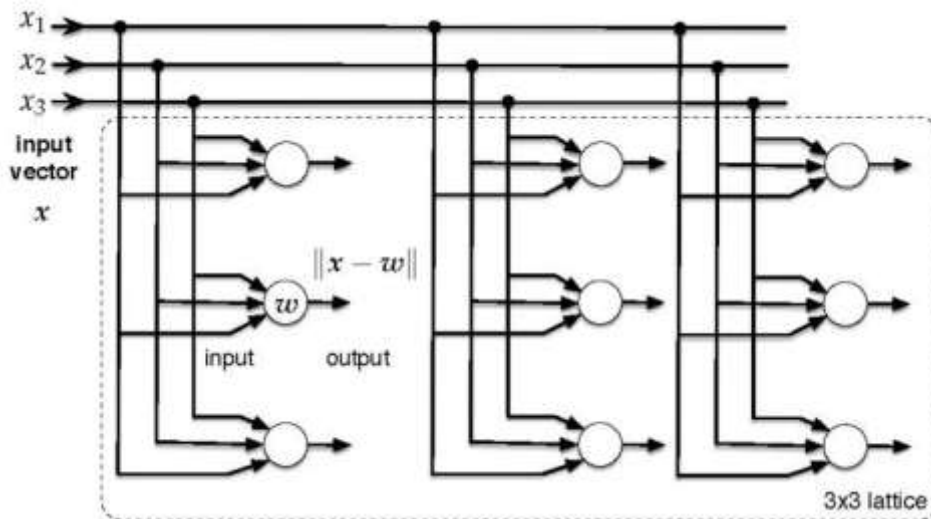 x₁
x₂
x₃
input
vector
x
‖x − w‖
w
input output
3x3 lattice